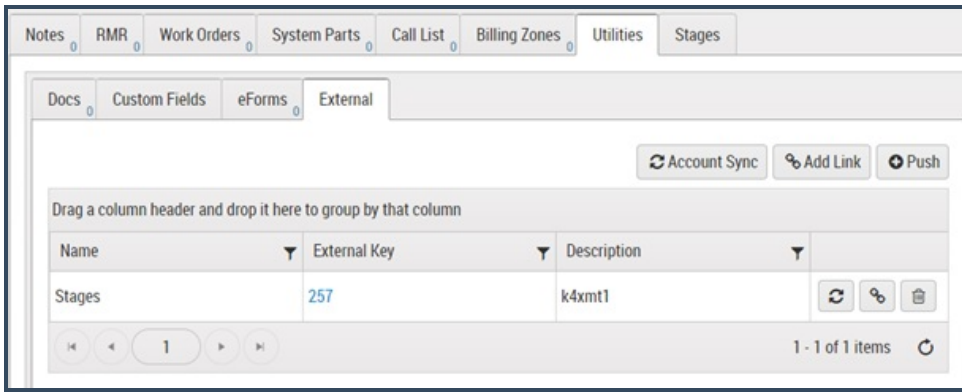 Notes 0 RMR 0 Work Orders 0 System Parts 0 Call List 0 Billing Zones 0 Utilities Stages
Docs 0 Custom Fields eForms 0 External
Account Sync Add Link Push
Drag a column header and drop it here to group by that column
Name External Key Description
Stages 257 k4xmt1
1 1 - 1 of 1 items